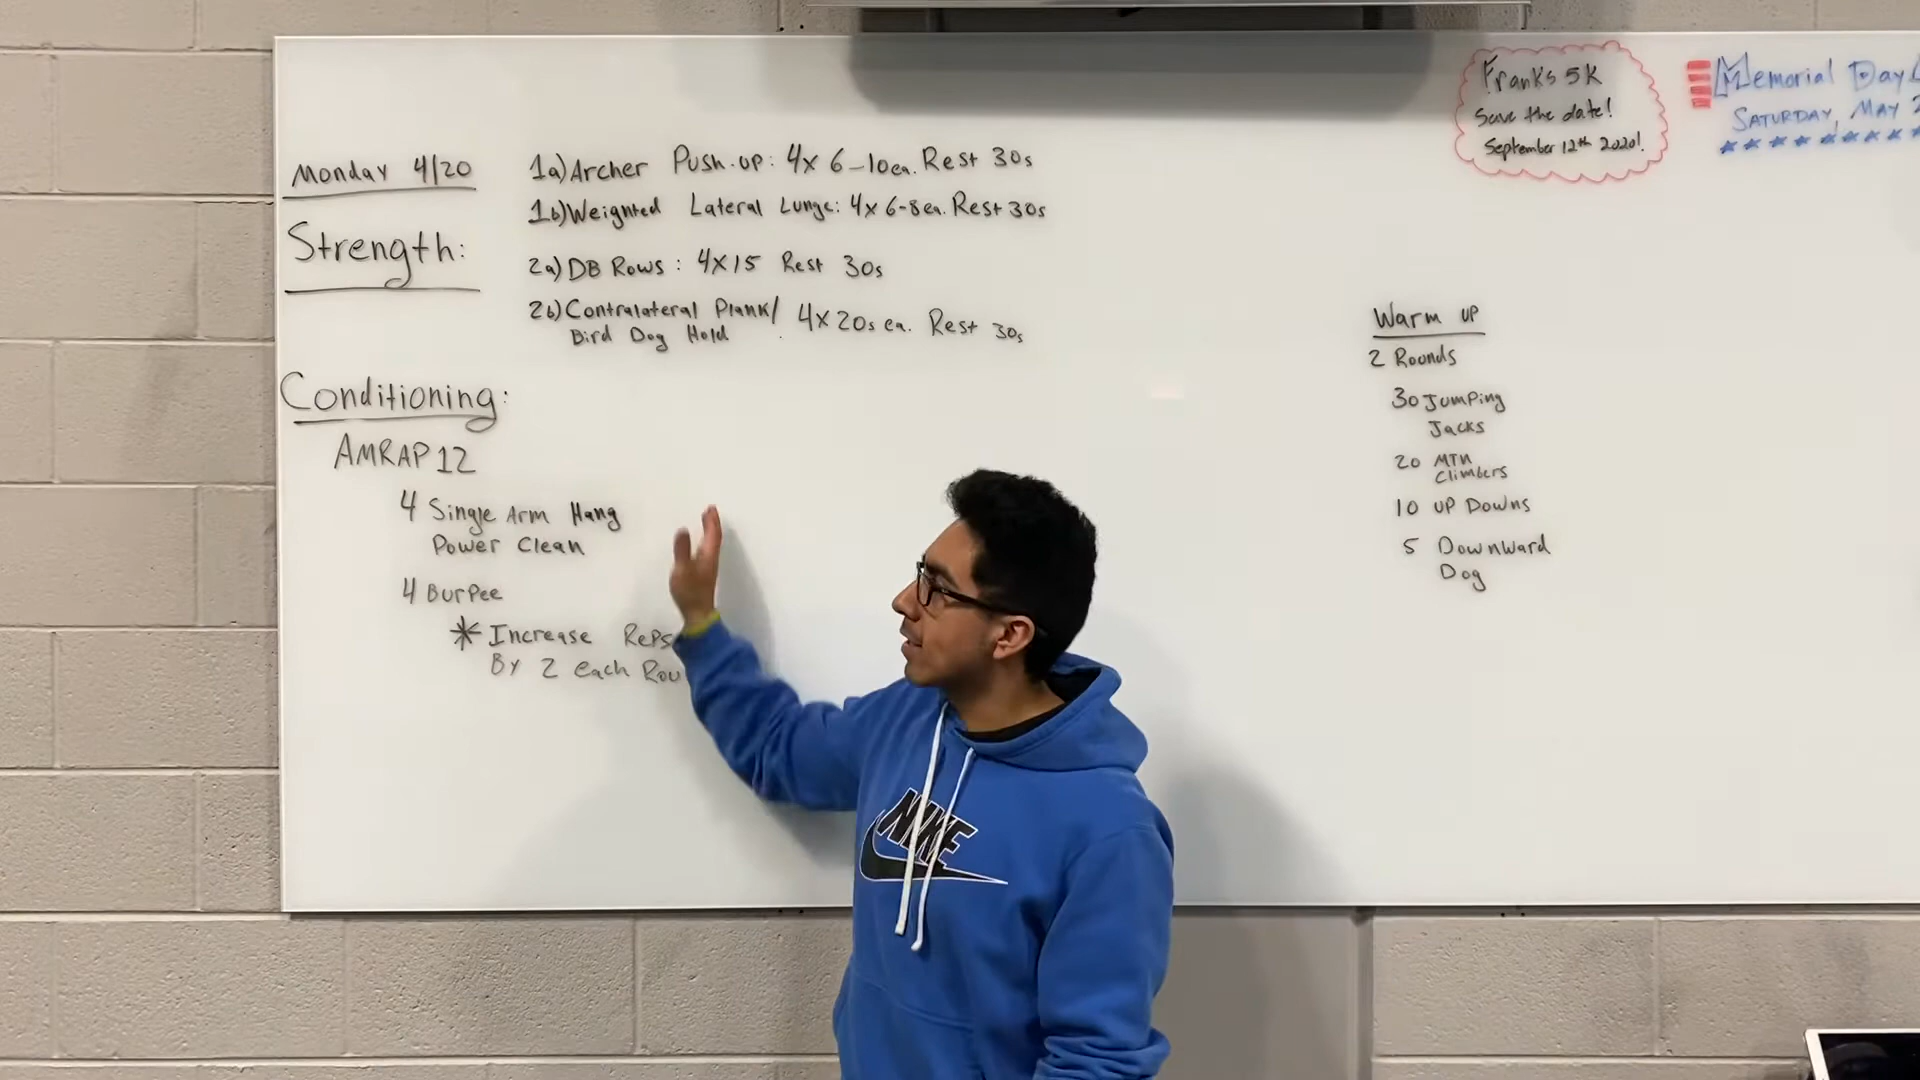 Monday 4/20
Strength:
1a) Archer Push-up: 4x 6-10ea. Rest 30s
1b) Weighted Lateral Lunge: 4x 6-8ea. Rest 30s
2a) DB Rows: 4x15 Rest 30s
2b) Contralateral Plank/ 4x20s ea. Rest 30s
Bird Dog Hold
Conditioning:
AMRAP 12
4 Single Arm Hang
Power Clean
4 Burpee
* Increase Reps
By 2 each
Warm up
2 Rounds
30 Jumping
Jacks
20 MTN
Climbers
10 UP Downs
5 Downward
Dog
Frank's 5K
Save the date!
September 12th 2020!
Memorial Day
Saturday, May
NIKE